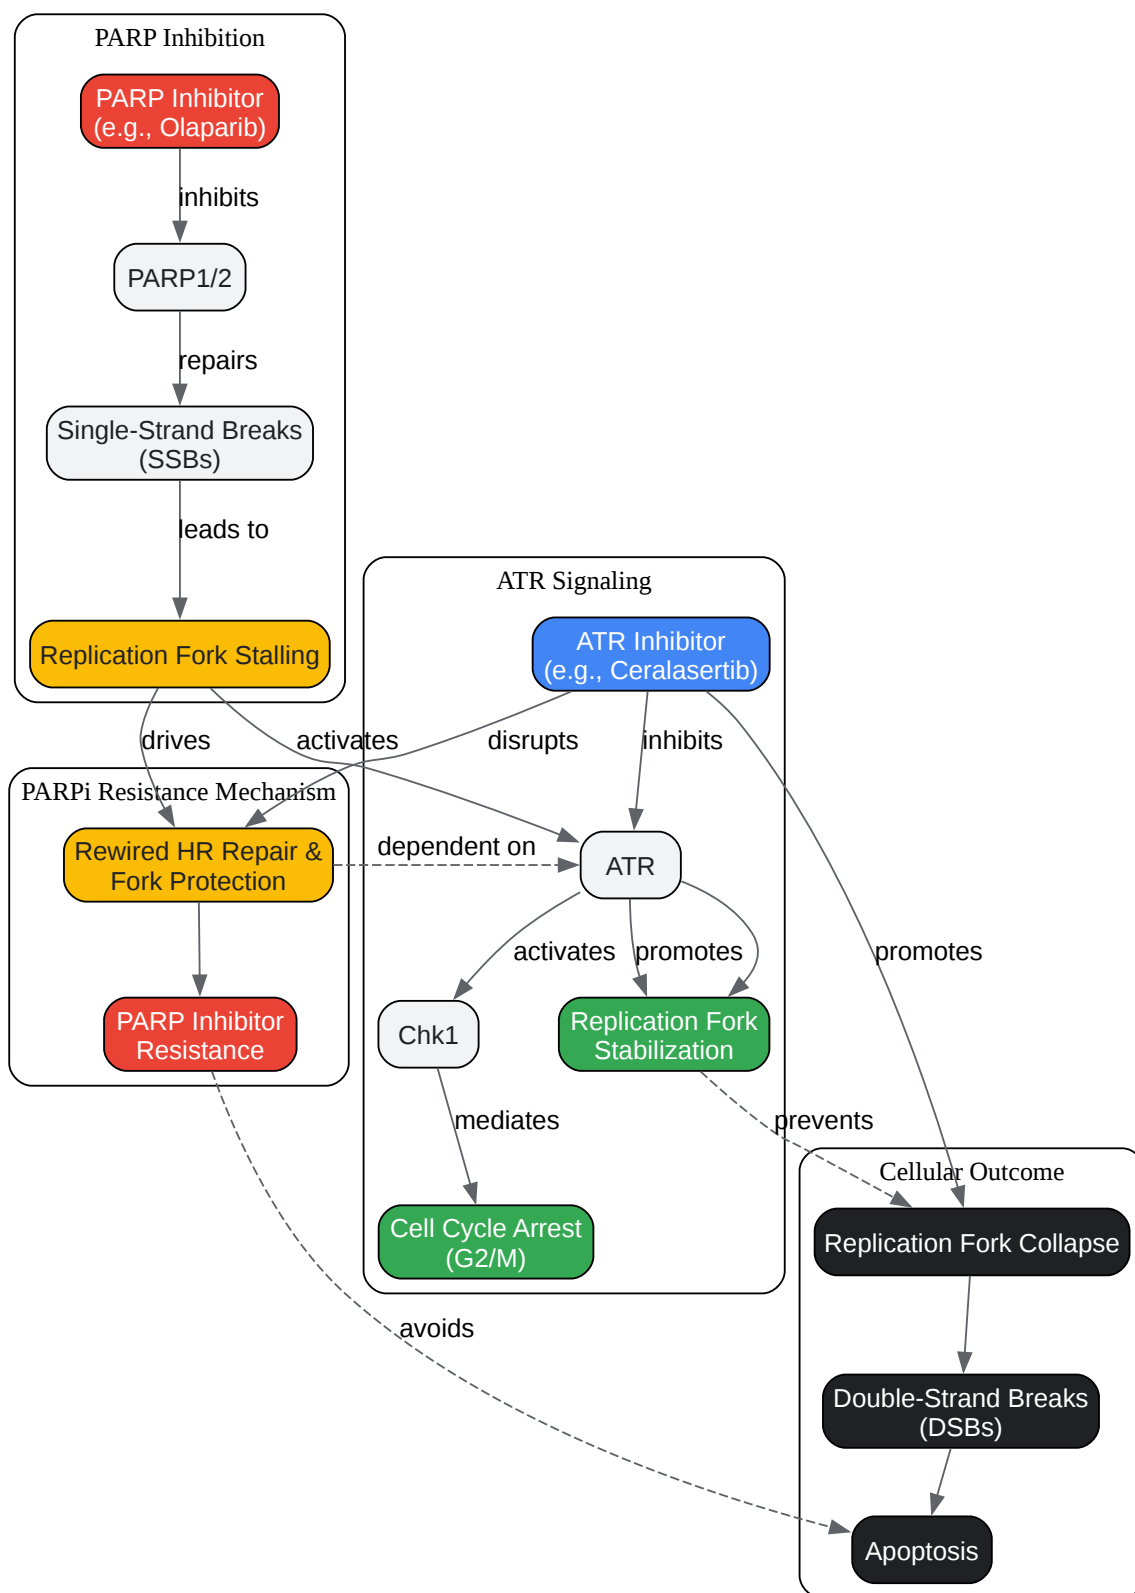 PARP Inhibition
PARP Inhibitor
(e.g., Olaparib)
inhibits
PARP1/2
repairs
Single-Strand Breaks
(SSBs)
leads to
Replication Fork Stalling
ATR Signaling
ATR Inhibitor
(e.g., Ceralasertib)
drives
activates
disrupts
inhibits
PARPi Resistance Mechanism
Rewired HR Repair &
Fork Protection
dependent on
ATR
activates
promotes
promotes
PARP Inhibitor
Resistance
Chk1
Replication Fork
Stabilization
mediates
prevents
Cellular Outcome
Cell Cycle Arrest
(G2/M)
Replication Fork Collapse
avoids
Double-Strand Breaks
(DSBs)
Apoptosis